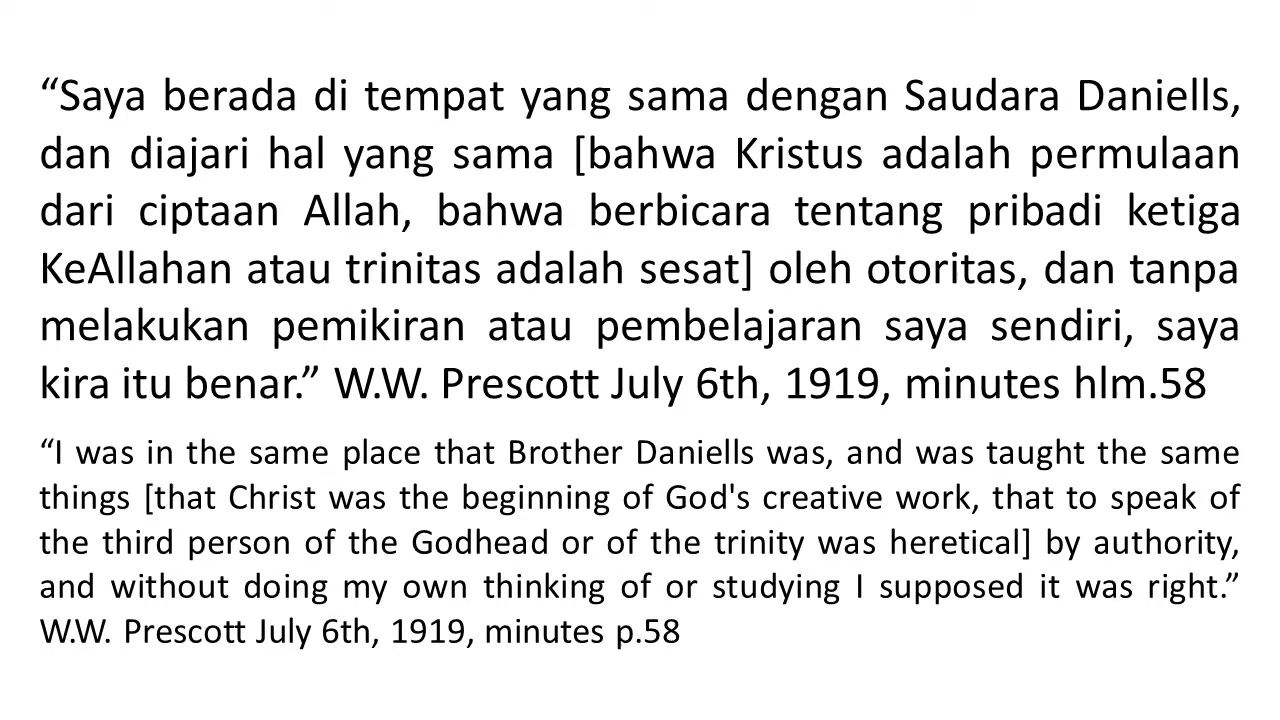 “Saya berada di tempat yang sama dengan Saudara Daniells,
dan diajari hal yang sama [bahwa Kristus adalah permulaan
dari ciptaan Allah, bahwa berbicara tentang pribadi ketiga
KeAllahan atau trinitas adalah sesat] oleh otoritas, dan tanpa
melakukan pemikiran atau pembelajaran saya sendiri, saya
kira itu benar.” W.W. Prescott July 6th, 1919, minutes hlm.58
“I was in the same place that Brother Daniells was, and was taught the same
things [that Christ was the beginning of God's creative work, that to speak of
the third person of the Godhead or of the trinity was heretical] by authority,
and without doing my own thinking of or studying I supposed it was right.”
W.W. Prescott July 6th, 1919, minutes p.58